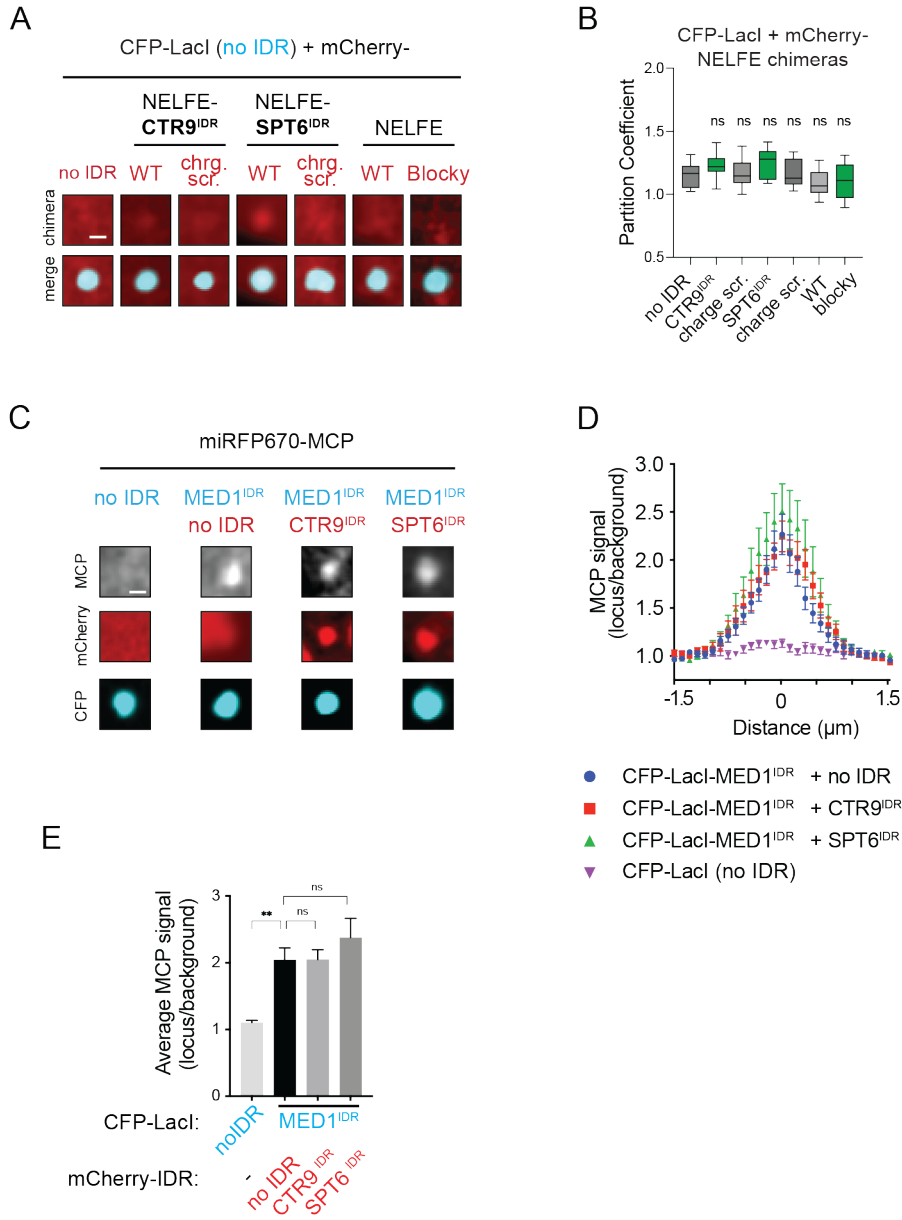 A
CFP-LacI (no IDR) + mCherry-
NELFE-
CTR9IDR
NELFE-
SPT6IDR
NELFE
no IDR
WT
chrg.
scr.
WT
chrg.
scr.
WT
Blocky
chimera
merge
B
CFP-LacI + mCherry-
NELFE chimeras
Partition Coefficient
2.0
1.5
1.0
0.5
ns ns ns ns ns ns
no IDR
CTR9IDR
charge scr.
SPT6IDR
charge scr.
WT
blocky
C
miRFP670-MCP
no IDR
MED1IDR
no IDR
MED1IDR
CTR9IDR
MED1IDR
SPT6IDR
MCP
mCherry
CFP
D
MCP signal
(locus/background)
3.0
2.5
2.0
1.5
1.0
-1.5 0 1.5
Distance (μm)
CFP-LacI-MED1IDR + no IDR
CFP-LacI-MED1IDR + CTR9IDR
CFP-LacI-MED1IDR + SPT6IDR
CFP-LacI (no IDR)
E
Average MCP signal
(locus/background)
3
2
1
0
ns
** ns
CFP-LacI:
noIDR
MED1IDR
mCherry-IDR:
-
no IDR
CTR9 IDR
SPT6 IDR